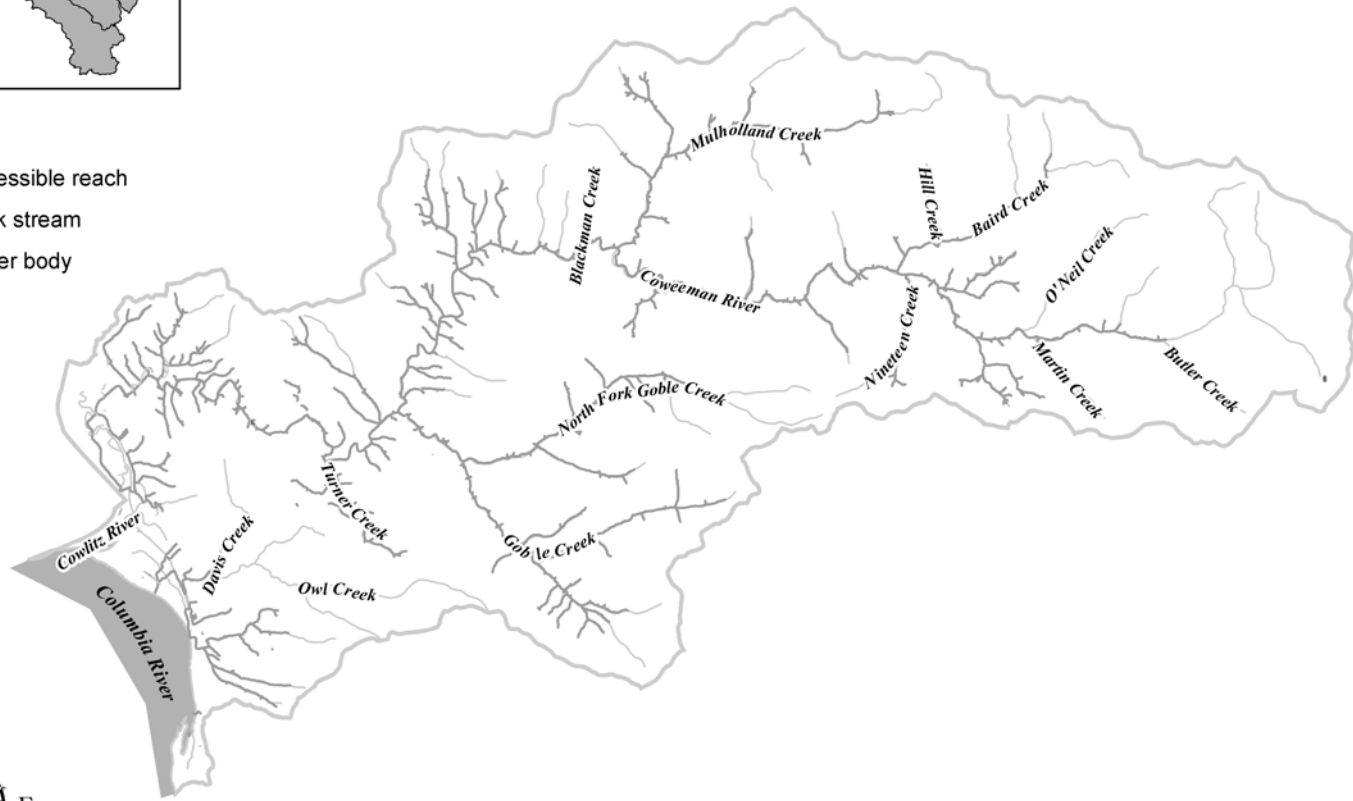 essible reach
k stream
er body
Mulholland Creek
Hill Creek
Blackman Creek
Baird Creek
O'Neil Creek
Coweeman River
Nineteen Creek
Martin Creek
Butler Creek
North Fork Goble Creek
Turner Creek
Cowlitz River
Davis Creek
Goble Creek
Owl Creek
Columbia River
E